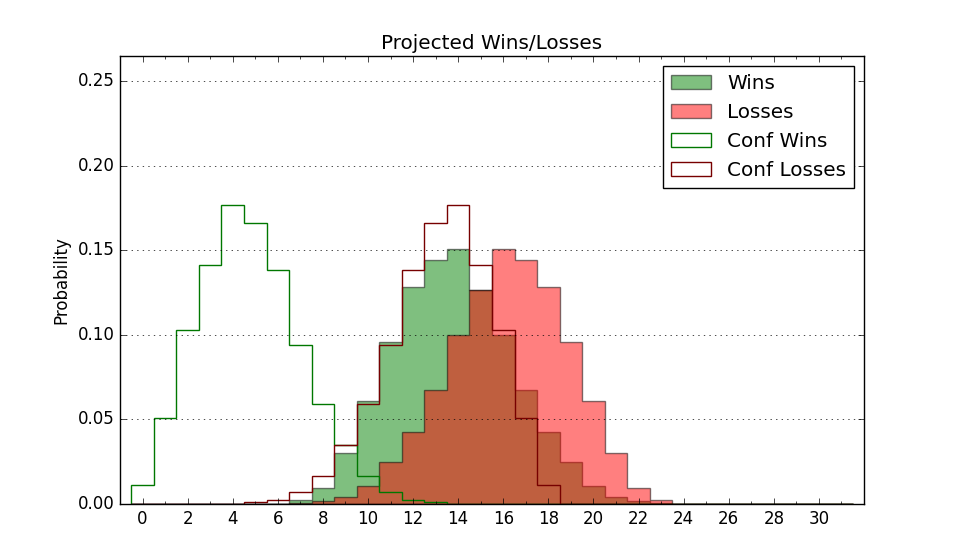 Projected Wins/Losses
Wins
Losses
Conf Wins
Conf Losses
Probability
0.25
0.20
0.15
0.10
0.05
0.00
0 2 4 6 8 10 12 14 16 18 20 22 24 26 28 30